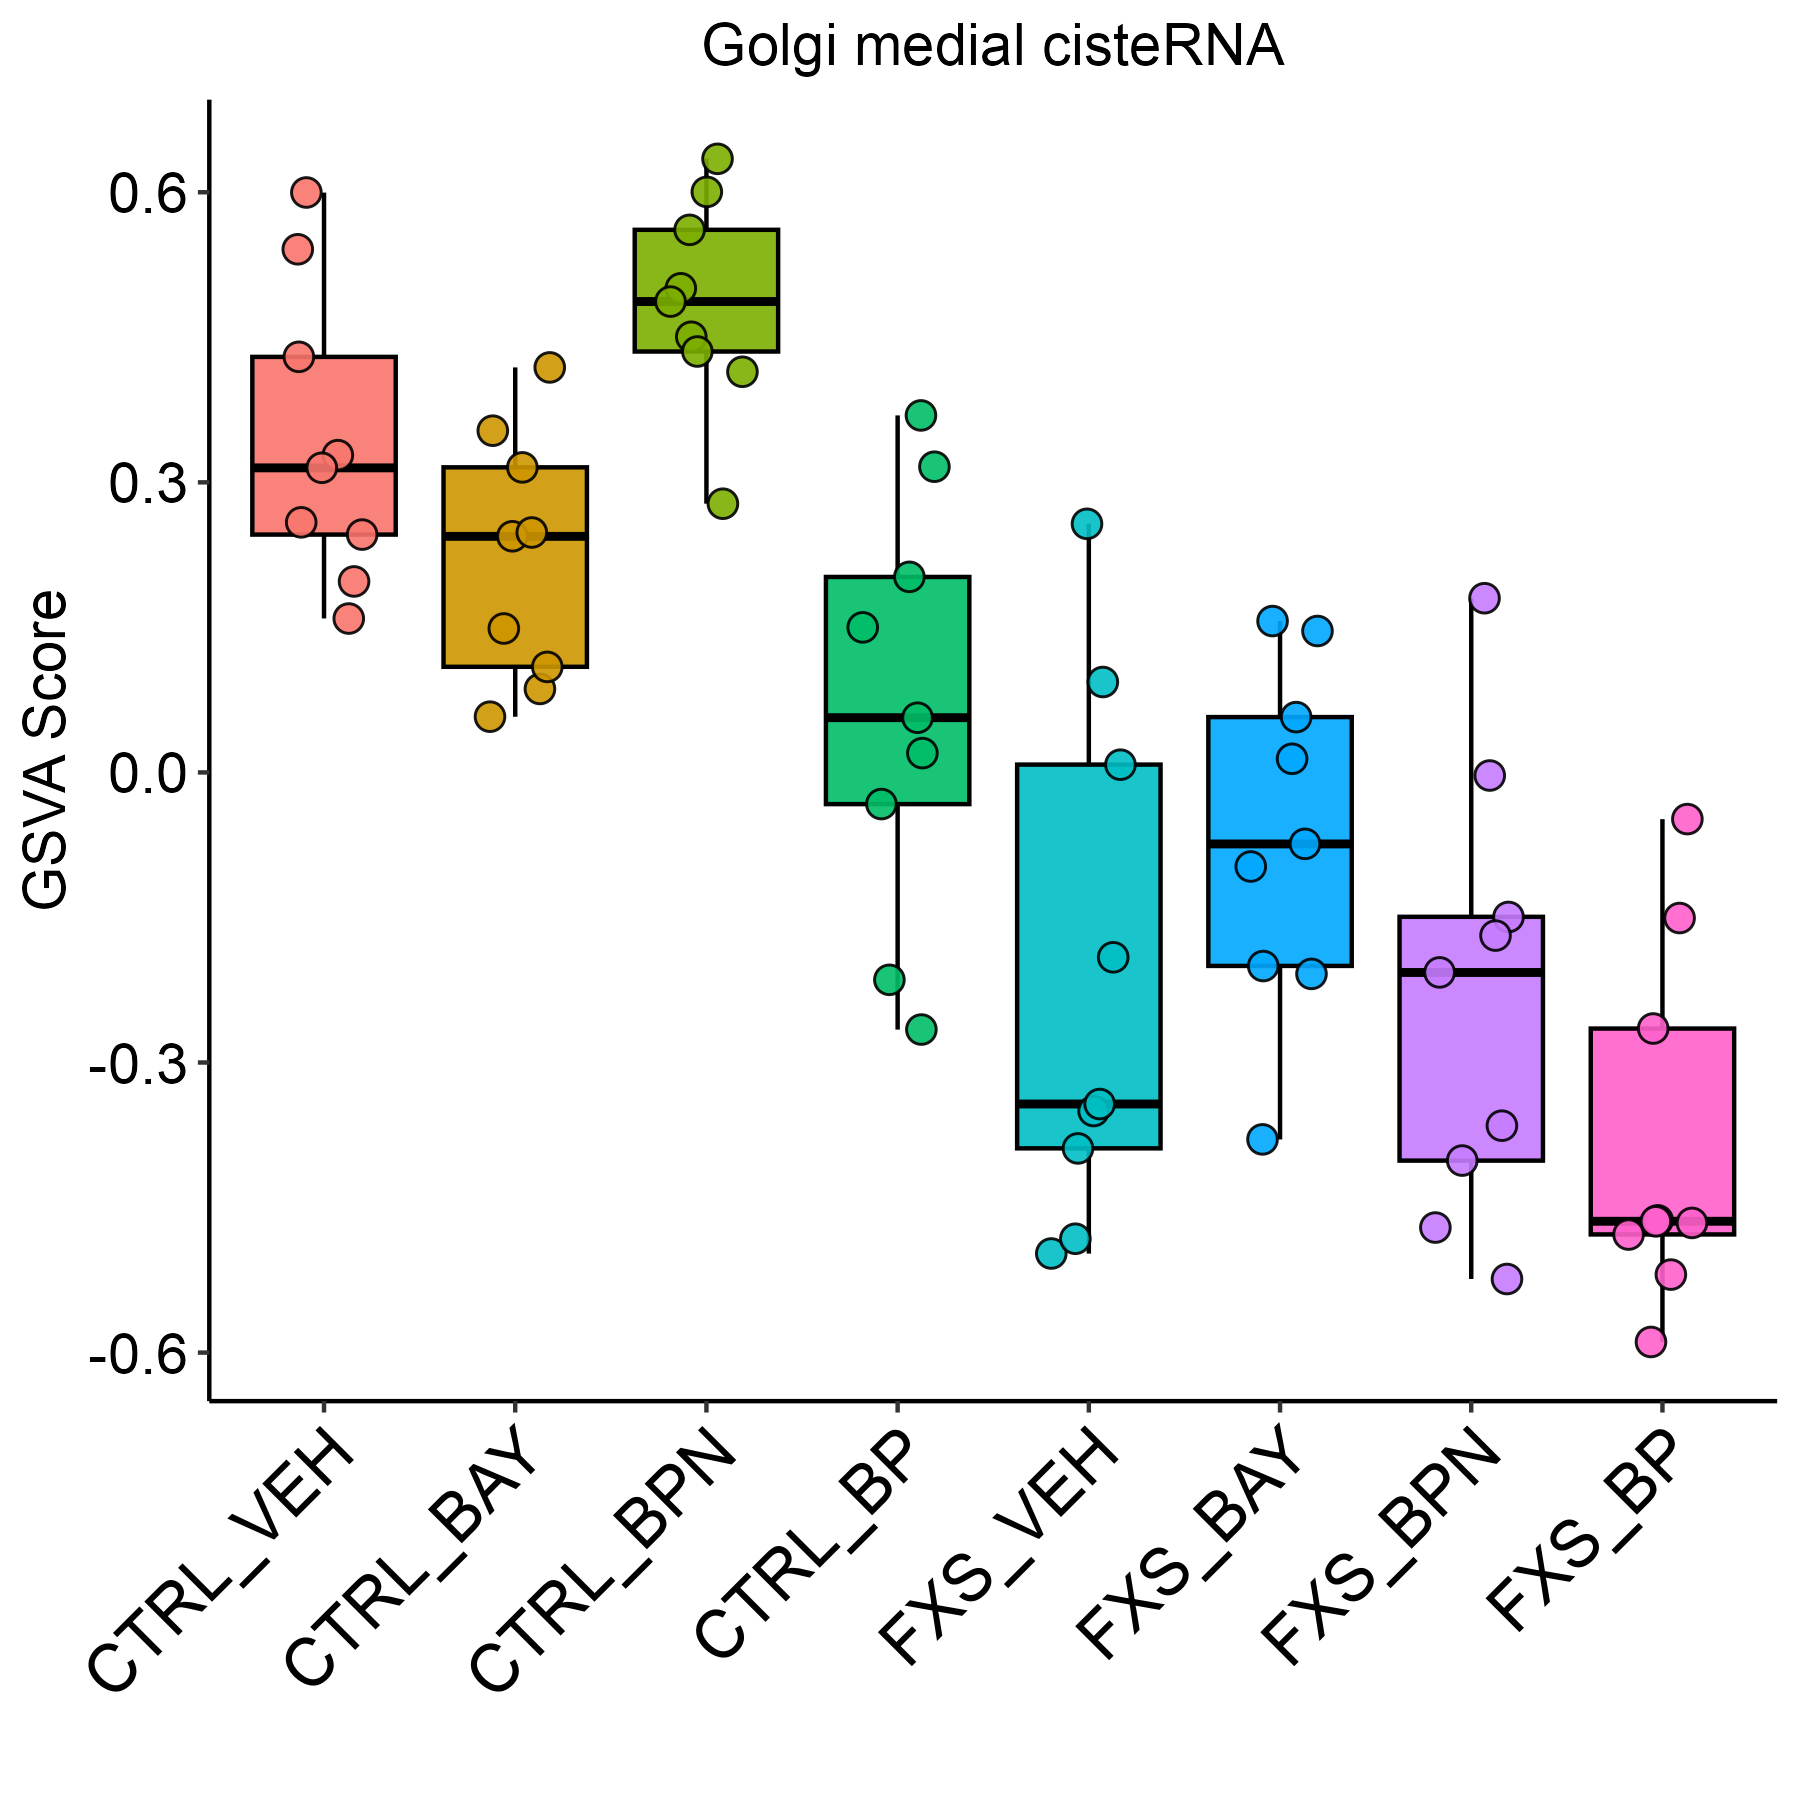 Golgi medial cisteRNA
GSVA Score
0.6
0.3
0.0
-0.3
-0.6
CTRL_VEH
CTRL_BAY
CTRL_BPN
CTRL_BP
FXS_VEH
FXS_BAY
FXS_BPN
FXS_BP